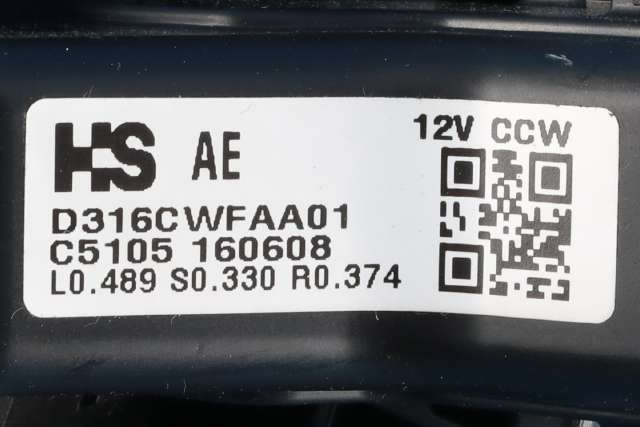 HS AE
12V CCW
D316CWFAA01
C5105 160608
L0.489 S0.330 R0.374